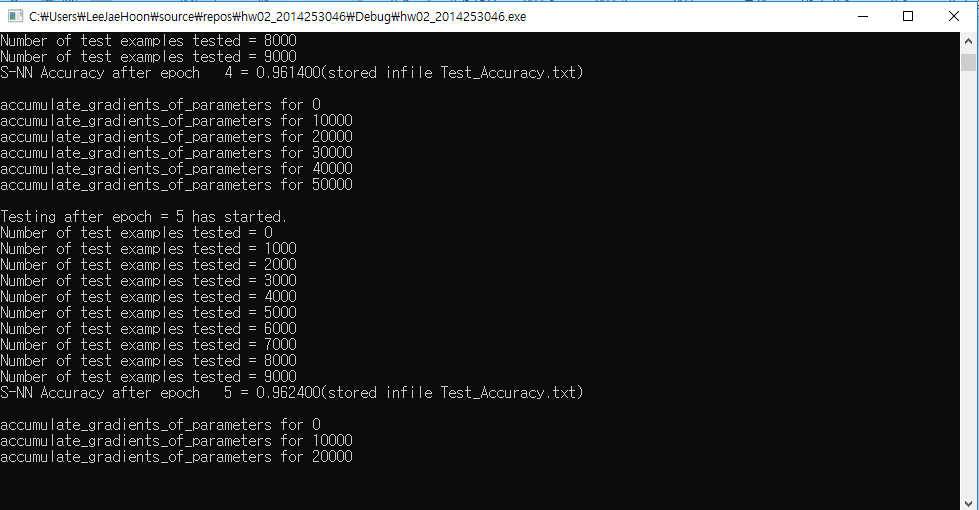 C:₩Users₩LeeJaeHoon₩source₩repos₩hw02_2014253046₩Debug₩hw02_2014253046.exe
Number of test examples tested = 8000
Number of test examples tested = 9000
S-NN Accuracy after epoch   4 = 0.961400(stored infile Test_Accuracy.txt)
accumulate_gradients_of_parameters for 0
accumulate_gradients_of_parameters for 10000
accumulate_gradients_of_parameters for 20000
accumulate_gradients_of_parameters for 30000
accumulate_gradients_of_parameters for 40000
accumulate_gradients_of_parameters for 50000
Testing after epoch = 5 has started.
Number of test examples tested = 0
Number of test examples tested = 1000
Number of test examples tested = 2000
Number of test examples tested = 3000
Number of test examples tested = 4000
Number of test examples tested = 5000
Number of test examples tested = 6000
Number of test examples tested = 7000
Number of test examples tested = 8000
Number of test examples tested = 9000
S-NN Accuracy after epoch   5 = 0.962400(stored infile Test_Accuracy.txt)
accumulate_gradients_of_parameters for 0
accumulate_gradients_of_parameters for 10000
accumulate_gradients_of_parameters for 20000